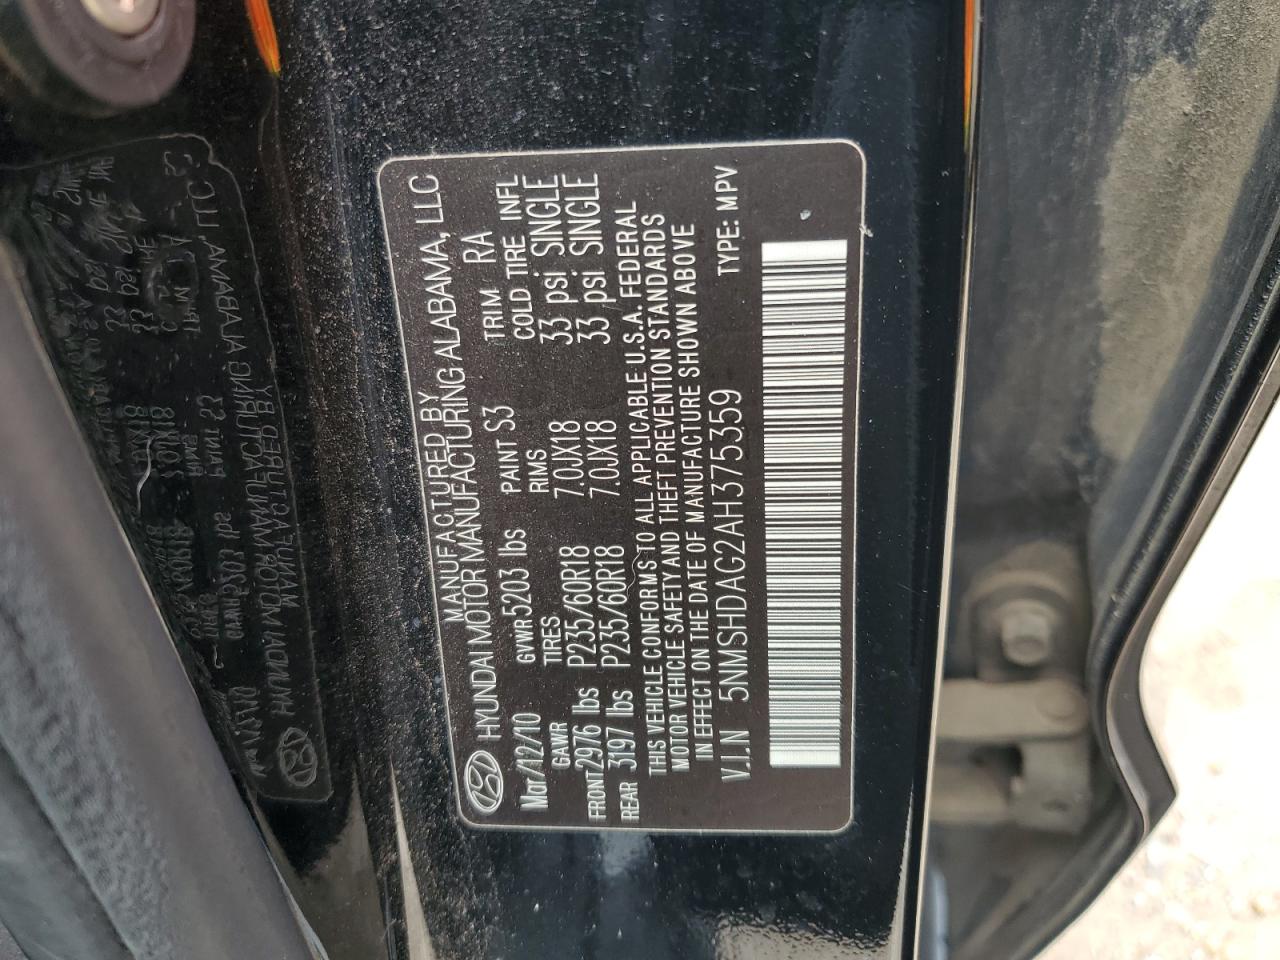 MANUFACTURED BY
HYUNDAI MOTOR MANUFACTURING ALABAMA, LLC
Mar/12/10 GVWR 5203 lbs PAINT S3 TRIM RA
GAWR TIRES RIMS COLD TIRE INFL
FRONT 2976 lbs P235/60R18 7.0JX18 33 psi SINGLE
REAR 3197 lbs P235/60R18 7.0JX18 33 psi SINGLE
THIS VEHICLE CONFORMS TO ALL APPLICABLE U.S.A. FEDERAL
MOTOR VEHICLE SAFETY AND THEFT PREVENTION STANDARDS
IN EFFECT ON THE DATE OF MANUFACTURE SHOWN ABOVE
V.I.N 5NMSHDAG2AH375359 TYPE: MPV